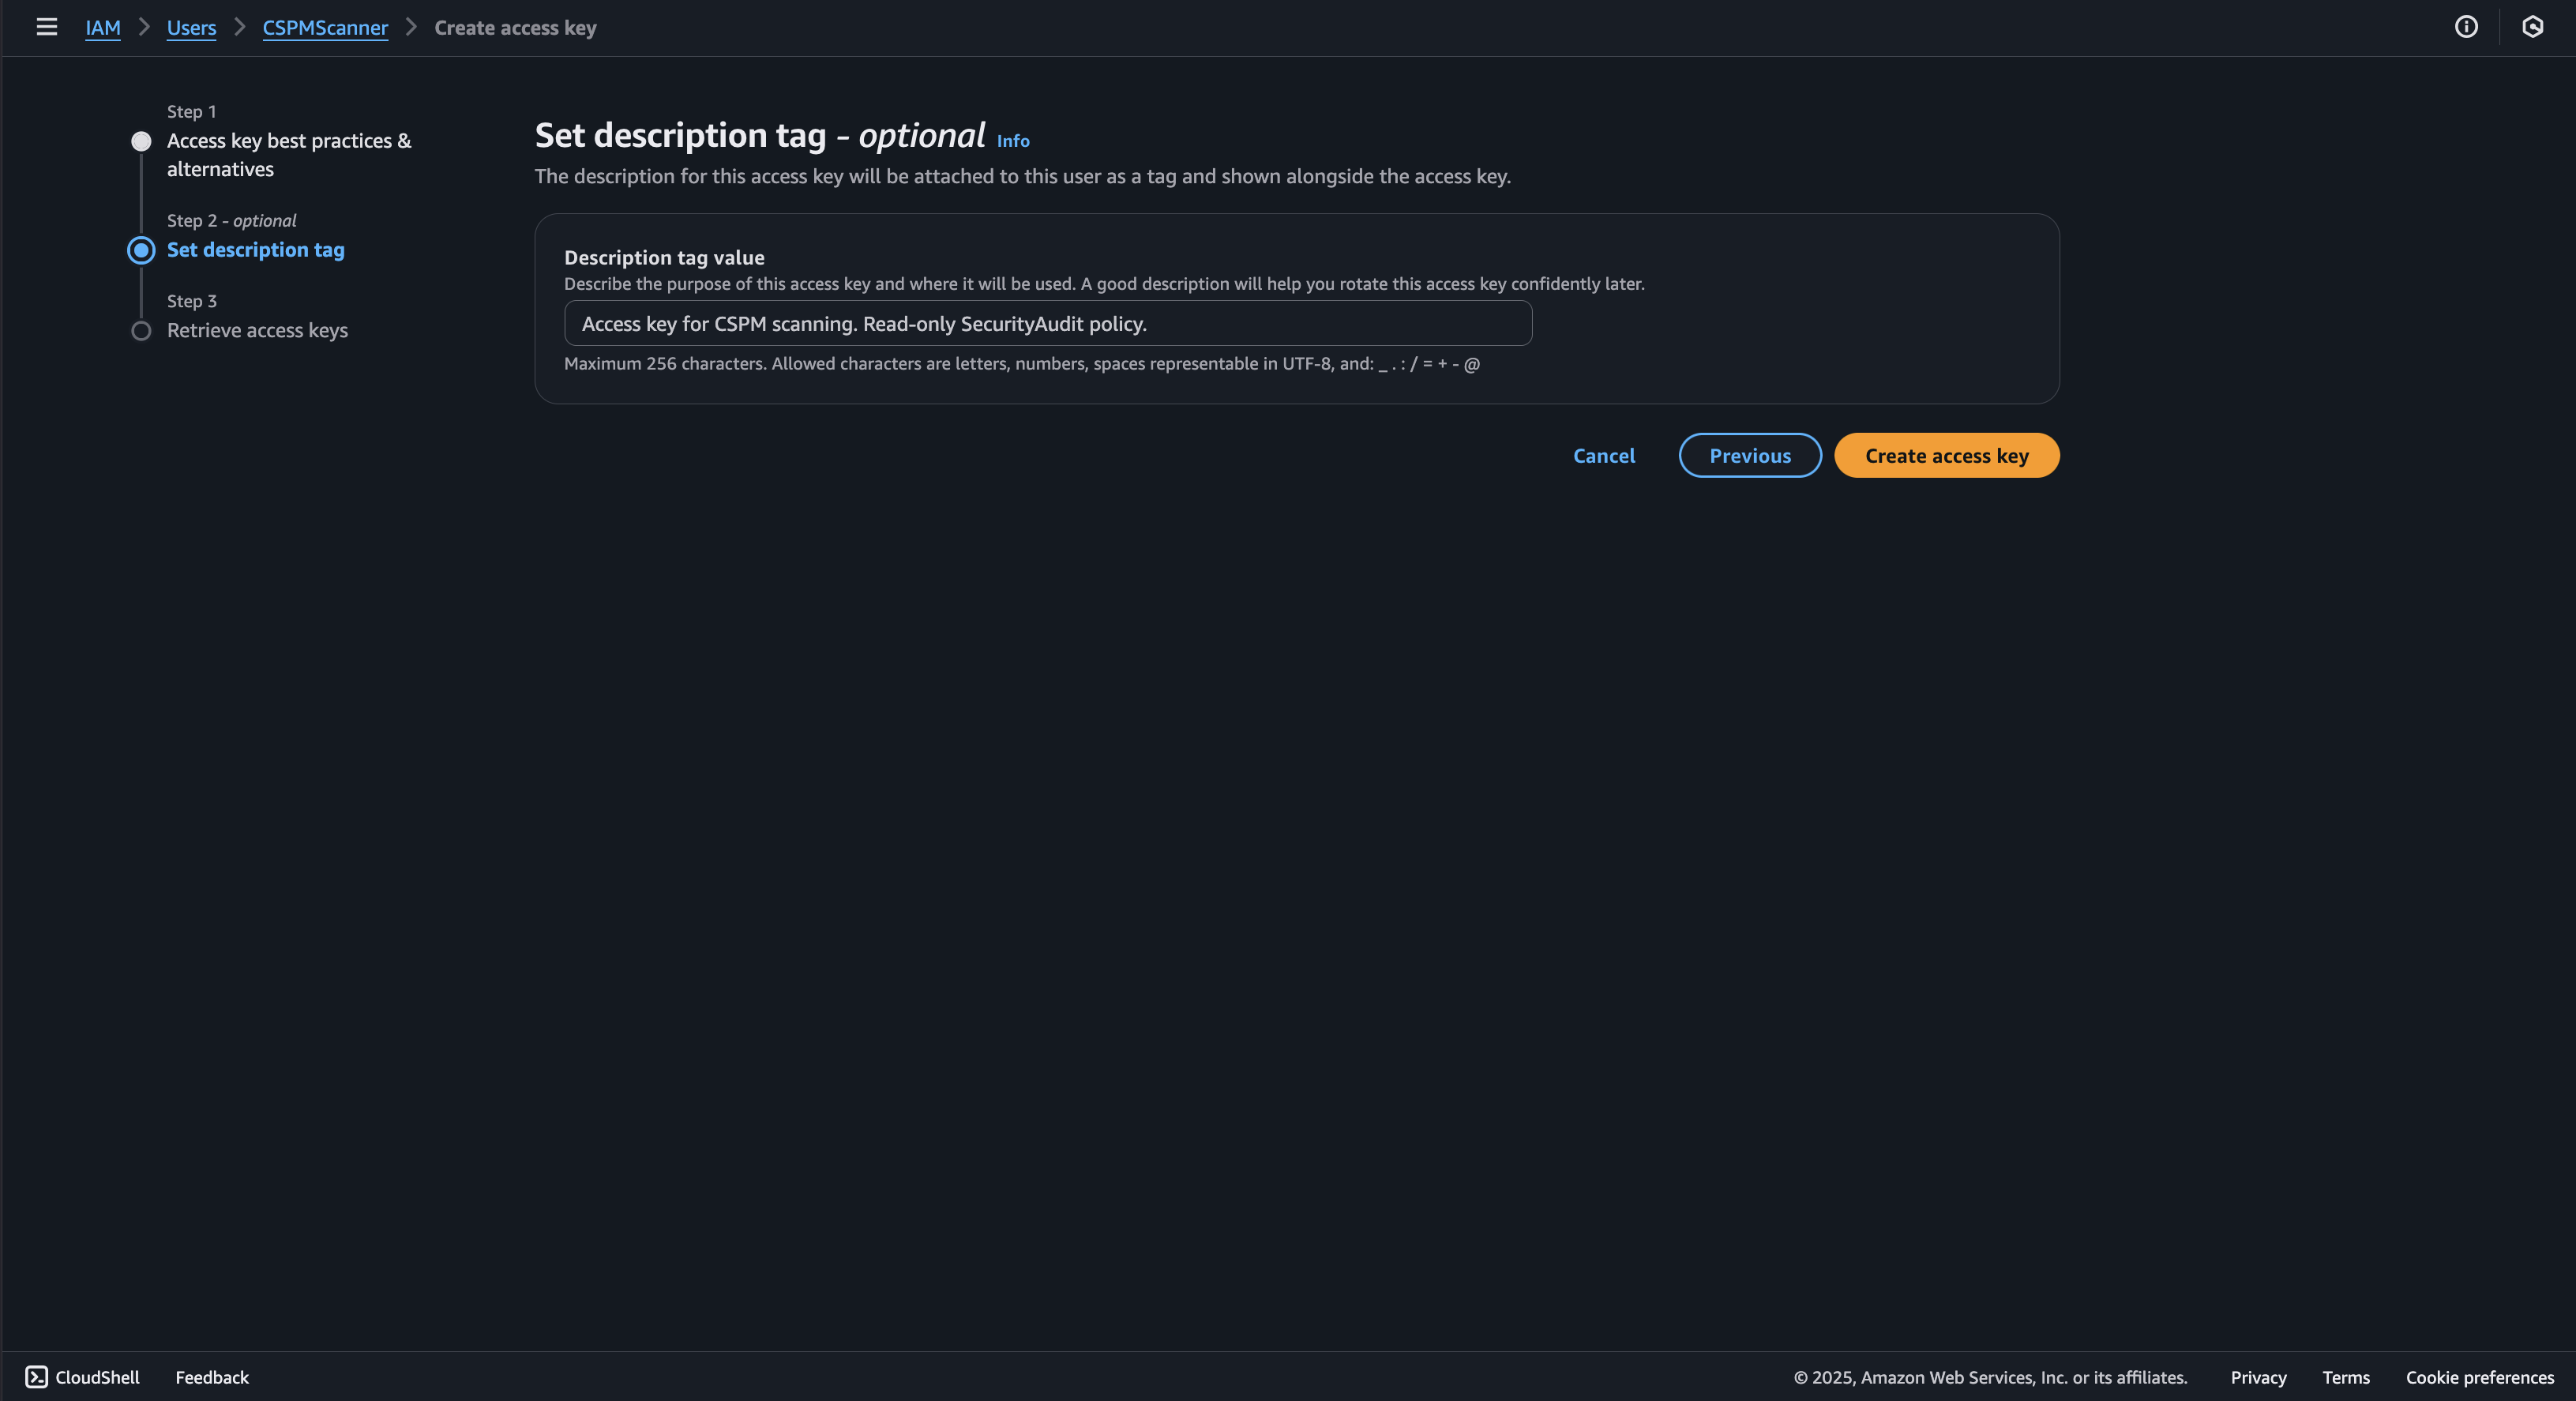 IAM > Users > CSPMScanner > Create access key
Step 1
Access key best practices &
alternatives
Step 2 - optional
Set description tag
Step 3
Retrieve access keys
Set description tag - optional Info
The description for this access key will be attached to this user as a tag and shown alongside the access key.
Description tag value
Describe the purpose of this access key and where it will be used. A good description will help you rotate this access key confidently later.
Access key for CSPM scanning. Read-only SecurityAudit policy.
Maximum 256 characters. Allowed characters are letters, numbers, spaces representable in UTF-8, and: _ . : / = + - @
Cancel Previous Create access key
CloudShell Feedback © 2025, Amazon Web Services, Inc. or its affiliates. Privacy Terms Cookie preferences